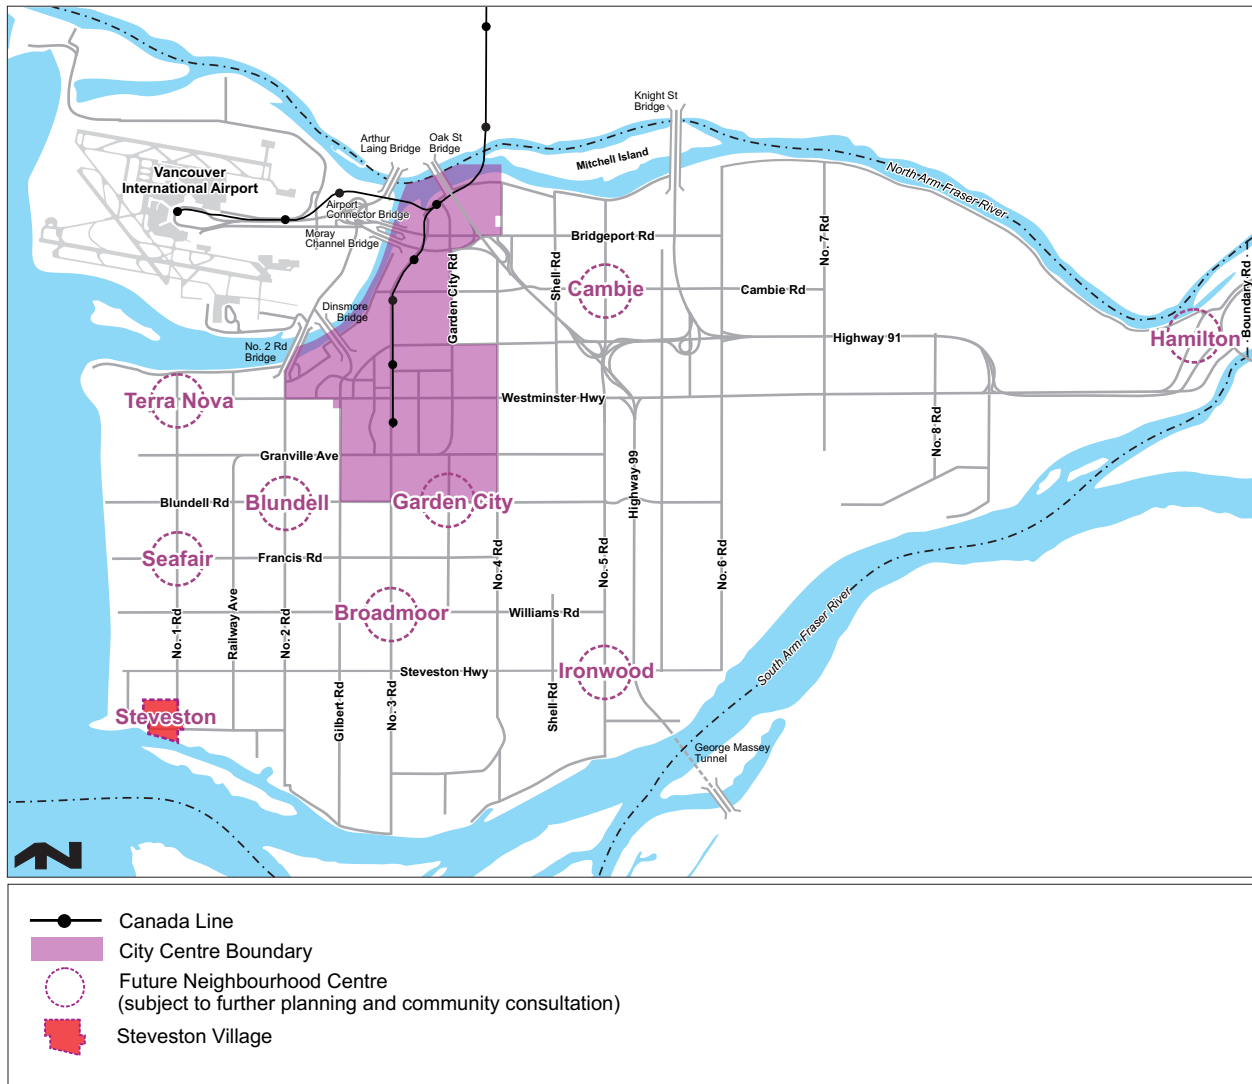 Knight St
Bridge
Arthur
Laing Bridge
Oak St
Bridge
Mitchell Island
Vancouver
International Airport
North Arm Fraser River
Airport
Connector Bridge
Moray
Channel Bridge
Bridgeport Rd
No. 7 Rd
Garden City Rd
Shell Rd
Cambie
Cambie Rd
Boundary Rd
Dinsmore
Bridge
No. 2 Rd
Bridge
Highway 91
Hamilton
Terra Nova
Westminster Hwy
No. 8 Rd
Granville Ave
Highway 99
Blundell Rd
Blundell
Garden City
Seafair
Francis Rd
No. 4 Rd
No. 5 Rd
No. 6 Rd
No. 1 Rd
Railway Ave
No. 2 Rd
Broadmoor
Williams Rd
South Arm Fraser River
Steveston Hwy
Ironwood
Gilbert Rd
No. 3 Rd
Shell Rd
Steveston
George Massey
Tunnel
Canada Line
City Centre Boundary
Future Neighbourhood Centre
(subject to further planning and community consultation)
Steveston Village